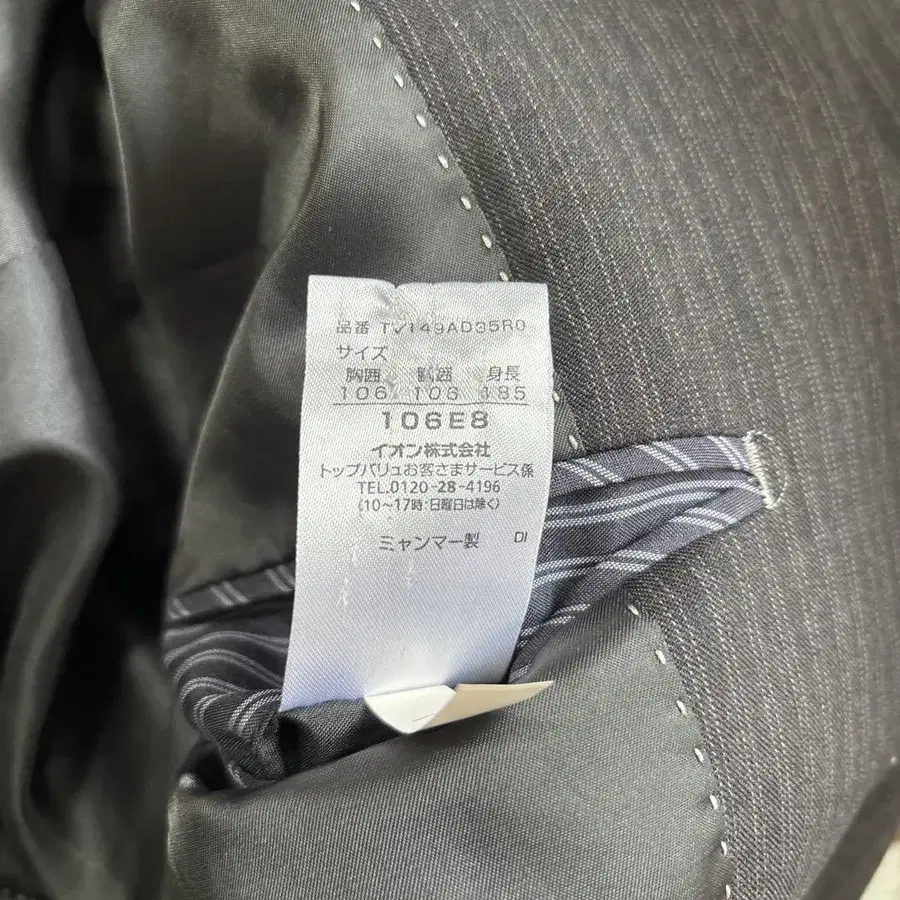 品番 TV149AD35R0
サイズ
胸囲 胴囲 身長
106 106 185
106E8
イオン株式会社
トップバリュお客さまサービス係
TEL.0120-28-4196
(10~17時:日曜日は除く)
ミャンマー製 DI